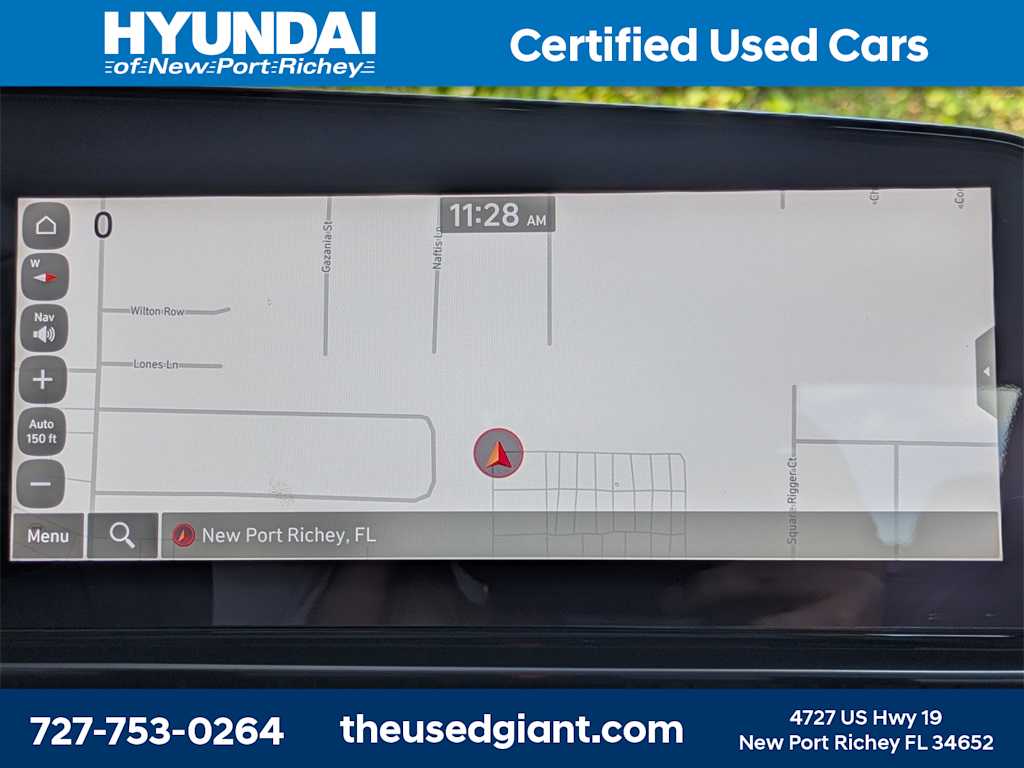 HYUNDAI
of New Port Richey
Certified Used Cars
0
11:28 AM
W
Nav
Auto
150 ft
Gazania St
Naftis Ln
Wilton Row
Lones Ln
Square Rigger Ct
Menu
New Port Richey, FL
727-753-0264
theusedgiant.com
4727 US Hwy 19
New Port Richey FL 34652